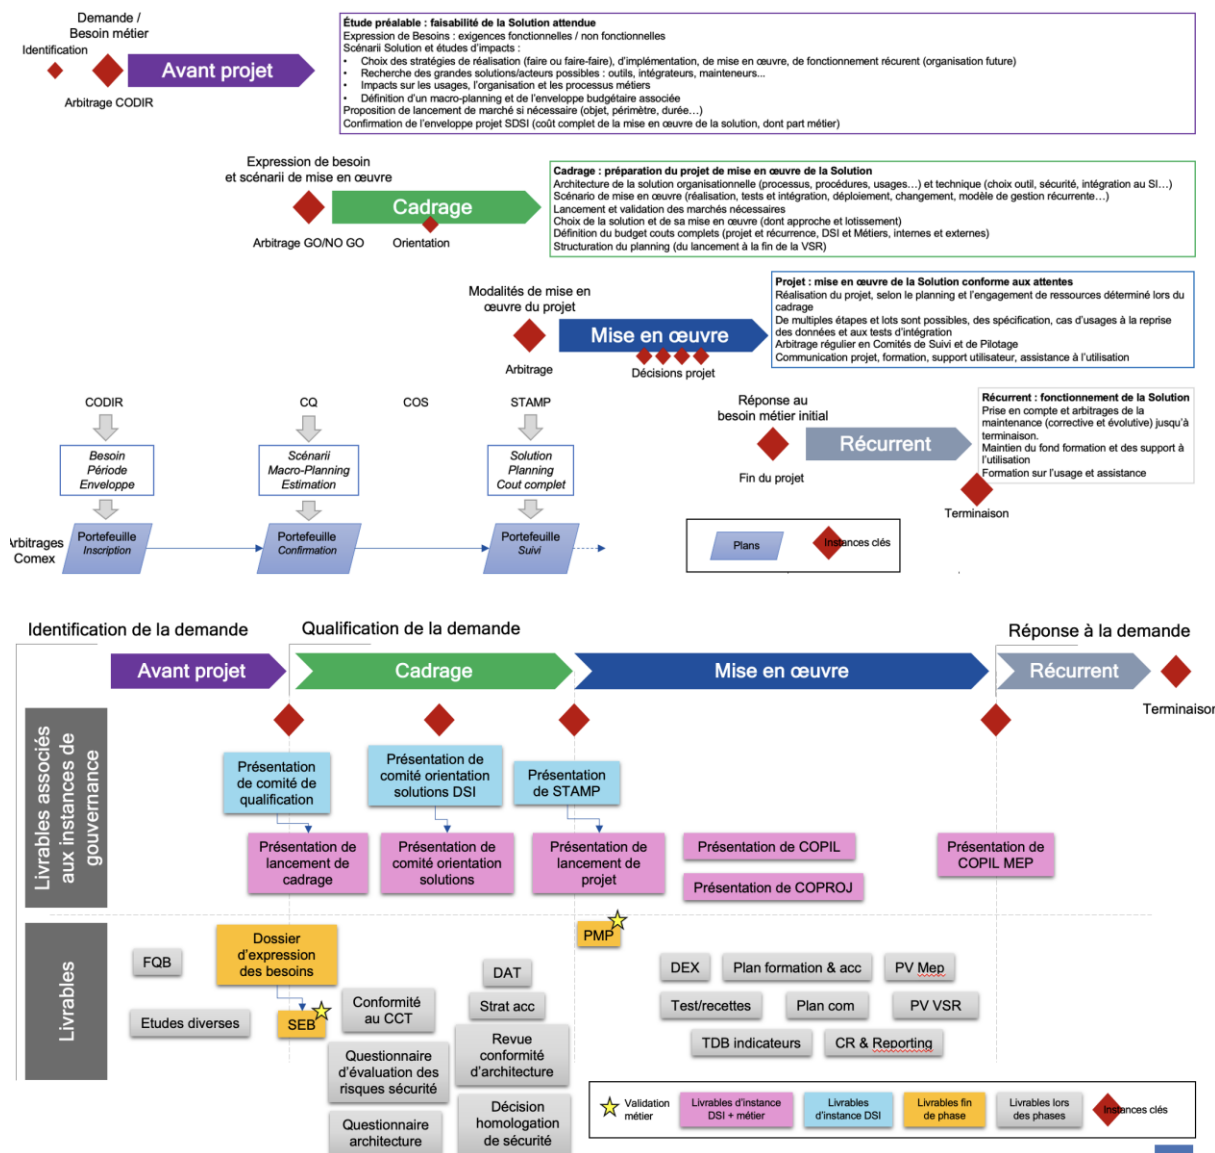 Demande /
Besoin métier
Identification
Avant projet
Arbitrage CODIR
Étude préalable : faisabilité de la Solution attendue
Expression de Besoins : exigences fonctionnelles / non fonctionnelles
Scénarii Solution et études d'impacts :
• Choix des stratégies de réalisation (faire ou faire-faire), d'implémentation, de mise en œuvre, de fonctionnement récurent (organisation future)
• Recherche des grandes solutions/acteurs possibles : outils, intégrateurs, mainteneurs...
• Impacts sur les usages, l'organisation et les processus métiers
• Définition d'un macro-planning et de l'enveloppe budgétaire associée
Proposition de lancement de marché si nécessaire (objet, périmètre, durée…)
Confirmation de l'enveloppe projet SDSI (coût complet de la mise en œuvre de la solution, dont part métier)
Expression de besoin
et scénarii de mise en œuvre
Cadrage
Arbitrage GO/NO GO
Orientation
Cadrage : préparation du projet de mise en œuvre de la Solution
Architecture de la solution organisationnelle (processus, procédures, usages…) et technique (choix outil, sécurité, intégration au SI…)
Scénario de mise en œuvre (réalisation, tests et intégration, déploiement, changement, modèle de gestion récurrente…)
Lancement et validation des marchés nécessaires
Choix de la solution et de sa mise en œuvre (dont approche et lotissement)
Définition du budget couts complets (projet et récurrence, DSI et Métiers, internes et externes)
Structuration du planning (du lancement à la fin de la VSR)
Modalités de mise en
œuvre du projet
Mise en œuvre
Arbitrage
Décisions projet
Projet : mise en œuvre de la Solution conforme aux attentes
Réalisation du projet, selon le planning et l'engagement de ressources déterminé lors du
cadrage
De multiples étapes et lots sont possibles, des spécification, cas d'usages à la reprise
des données et aux tests d'intégration
Arbitrage régulier en Comités de Suivi et de Pilotage
Communication projet, formation, support utilisateur, assistance à l'utilisation
Réponse au
besoin métier initial
Récurrent
Fin du projet
Récurrent : fonctionnement de la Solution
Prise en compte et arbitrages de la
maintenance (corrective et évolutive) jusqu'à
terminaison.
Maintien du fond formation et des support à
l'utilisation
Formation sur l'usage et assistance
Terminaison
CODIR
CQ
COS
STAMP
Besoin
Période
Enveloppe
Scénarii
Macro-Planning
Estimation
Solution
Planning
Cout complet
Arbitrages
Comex
Portefeuille
Inscription
Portefeuille
Confirmation
Portefeuille
Suivi
Plans
Instances clés
Identification de la demande
Qualification de la demande
Réponse à la demande
Avant projet
Cadrage
Mise en œuvre
Récurrent
Terminaison
Livrables associés
aux instances de
gouvernance
Présentation
de comité de
qualification
Présentation de
comité orientation
solutions DSI
Présentation
de STAMP
Présentation de
lancement de
cadrage
Présentation de
comité orientation
solutions
Présentation de
lancement de
projet
Présentation de COPIL
Présentation de COPROJ
Présentation de
COPIL MEP
Livrables
FQB
Etudes diverses
Dossier
d'expression
des besoins
SEB
Conformité
au CCT
Questionnaire
d'évaluation des
risques sécurité
Questionnaire
architecture
DAT
Strat acc
Revue
conformité
d'architecture
Décision
homologation
de sécurité
PMP
DEX
Plan formation & acc
PV Mep
Test/recettes
Plan com
PV VSR
TDB indicateurs
CR & Reporting
Validation
métier
Livrables d'instance
DSI + métier
Livrables
d'instance DSI
Livrables fin
de phase
Livrables lors
des phases
Instances clés